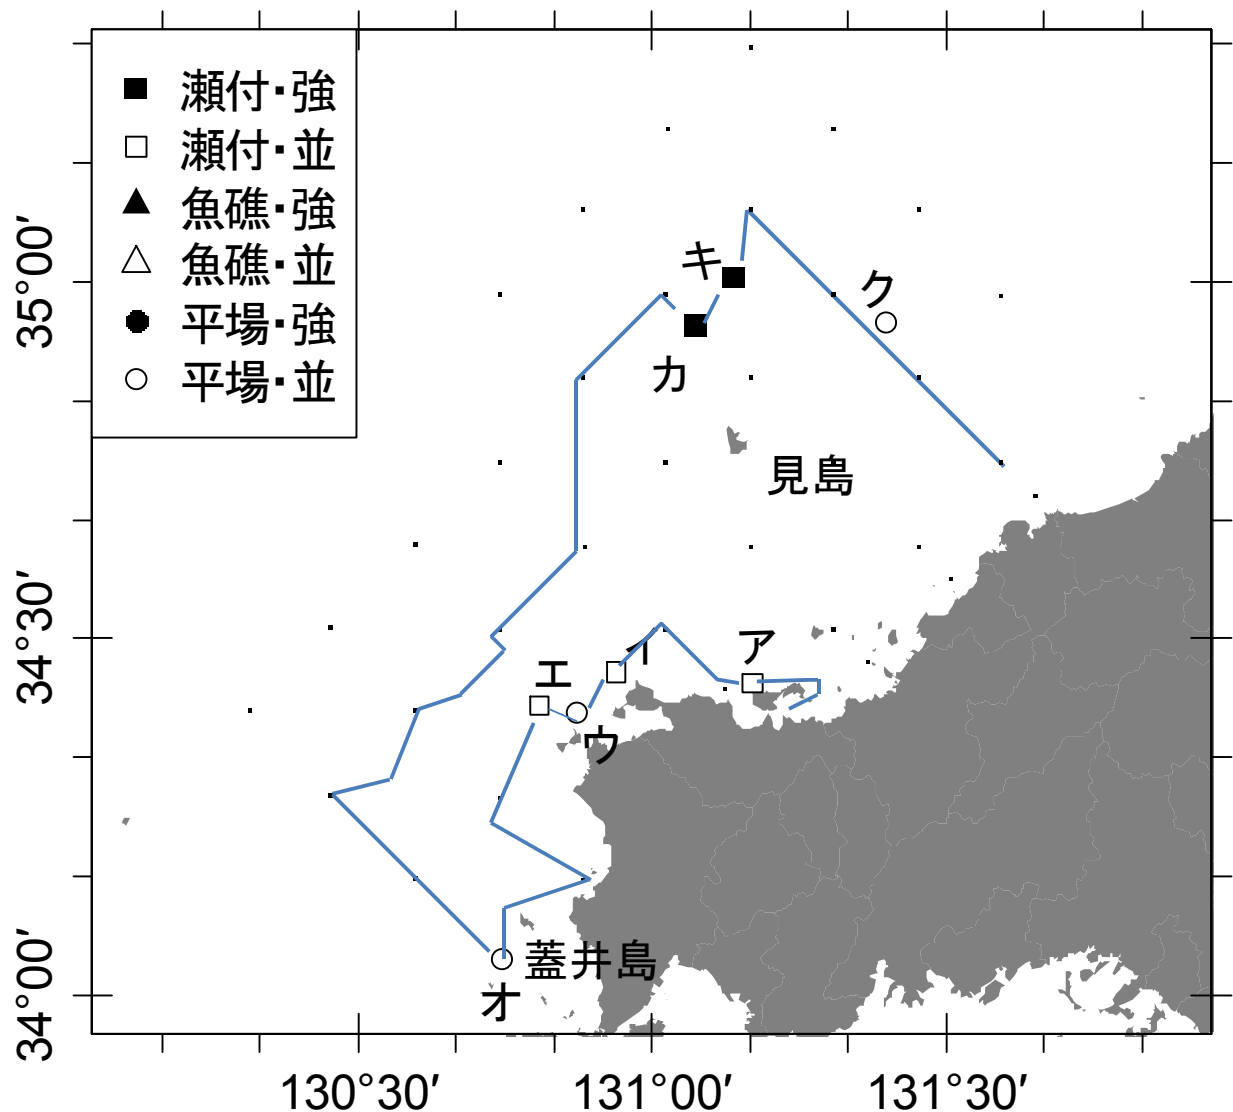 瀬付・強
瀬付・並
魚礁・強
魚礁・並
平場・強
平場・並
キ
ク
カ
見島
ア
イ
エ
ウ
蓋井島
オ
35°00′
34°30′
34°00′
130°30′
131°00′
131°30′